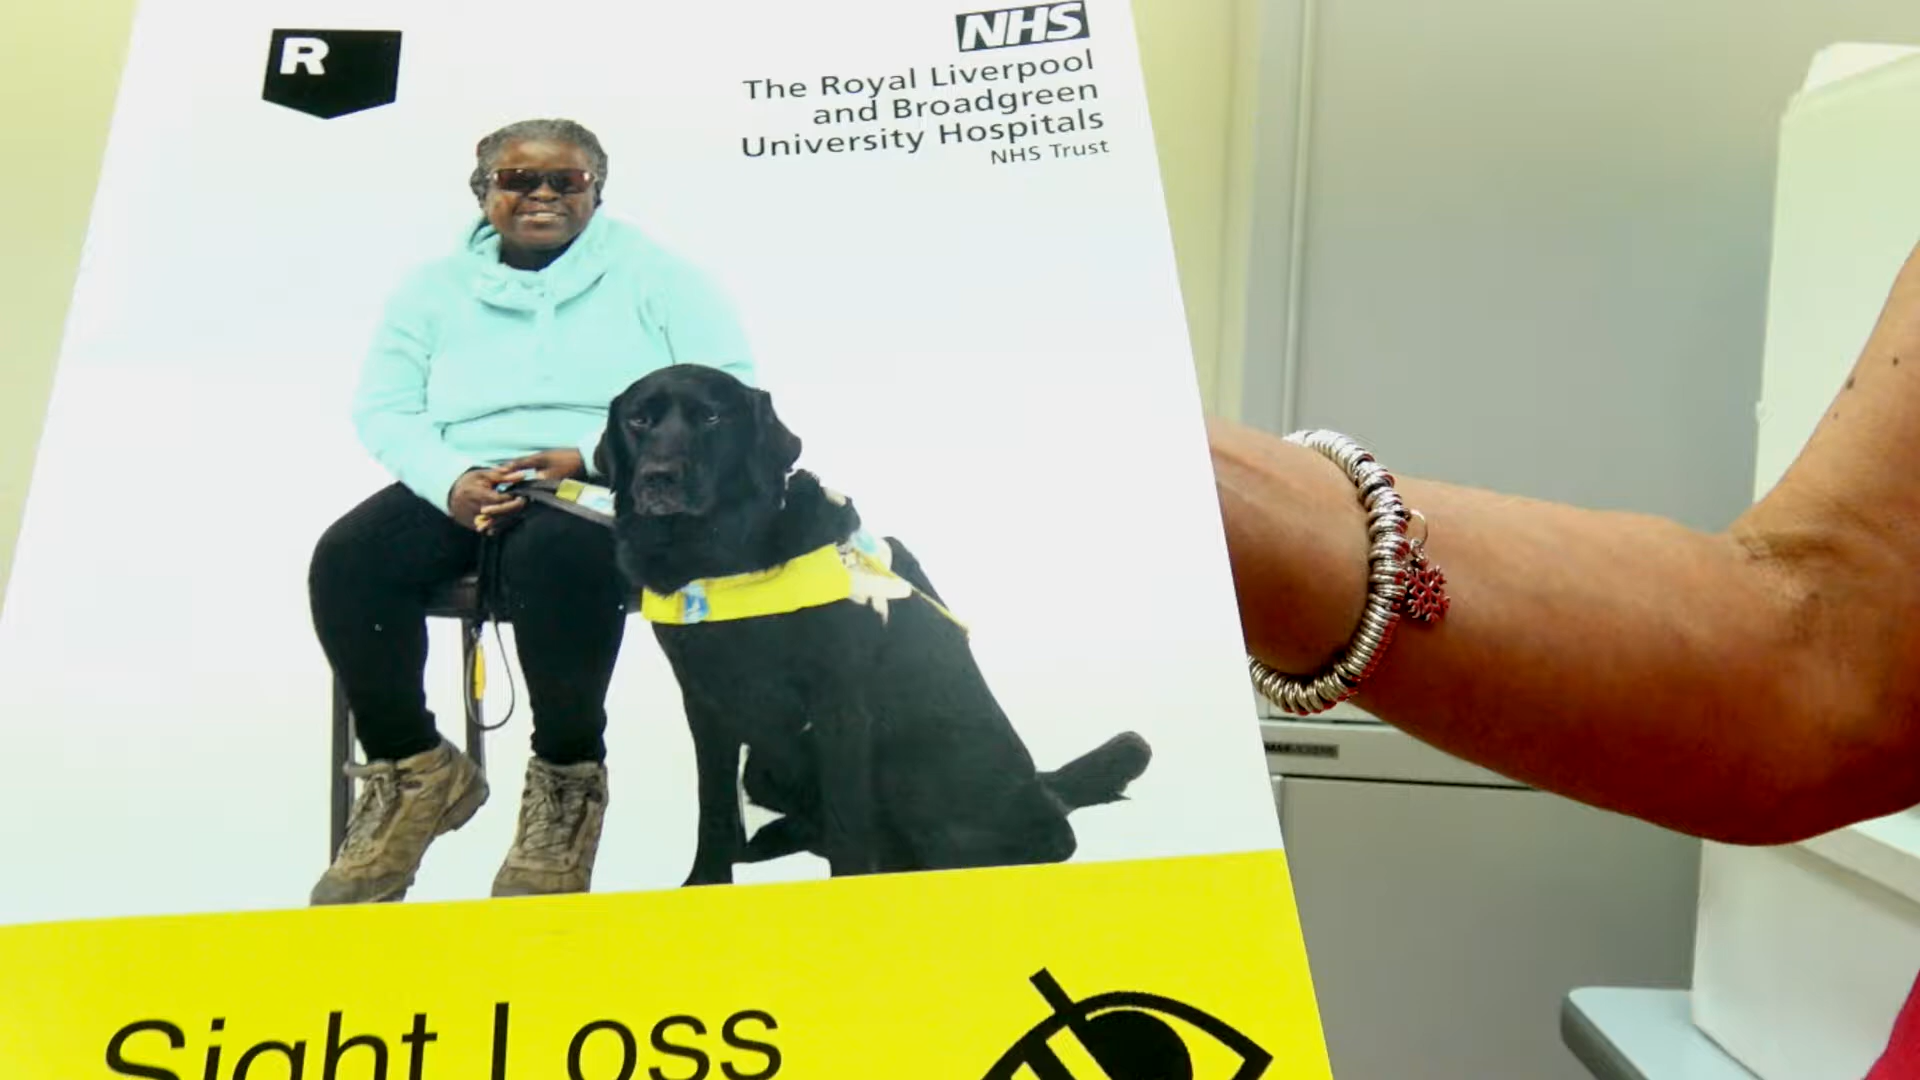 R
NHS
The Royal Liverpool
and Broadgreen
University Hospitals
NHS Trust
Sight Loss